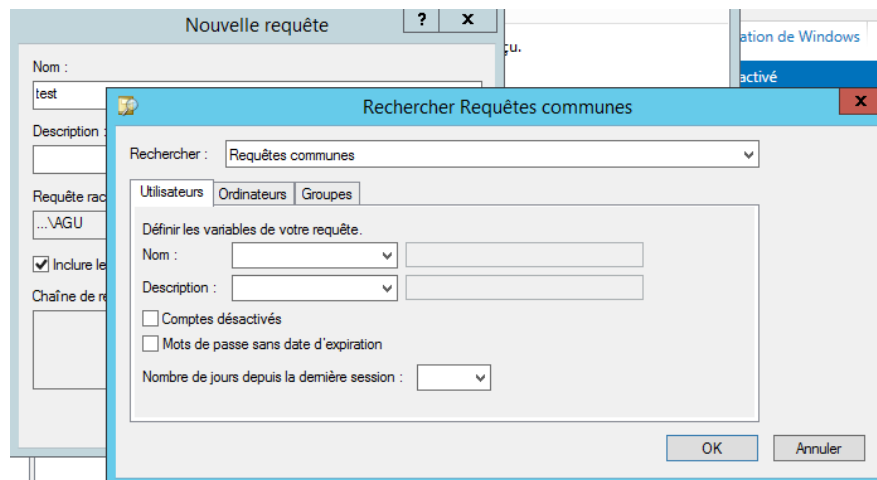 Nouvelle requête
? x
çu.
ation de Windows
activé
Nom :
test
Description :
Requête rac
...\AGU
Inclure le
Chaîne de re
Rechercher Requêtes communes
x
Rechercher : Requêtes communes
Utilisateurs Ordinateurs Groupes
Définir les variables de votre requête.
Nom :
Description :
Comptes désactivés
Mots de passe sans date d'expiration
Nombre de jours depuis la dernière session :
OK Annuler